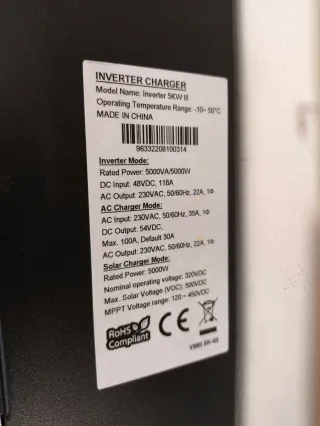 INVERTER CHARGER
Model Name: Inverter 5KW III
Operating Temperature Range: -10~ 50°C
MADE IN CHINA
96332208100314
Inverter Mode:
Rated Power: 5000VA/5000W
DC Input: 48VDC, 118A
AC Output: 230VAC, 50/60HZ, 22A, 1Φ
AC Charger Mode:
AC Input: 230VAC, 50/60HZ, 35A, 1Φ
DC Output: 54VDC,
Max. 100A, Default 30A
AC Output: 230VAC, 50/60HZ, 22A, 1Φ
Solar Charger Mode:
Rated Power: 5000W
Nominal operating voltage: 320VDC
Max. Solar Voltage (VOC): 500VDC
MPPT Voltage range: 120 ~ 450VDC
RoHS
Compliant
CE